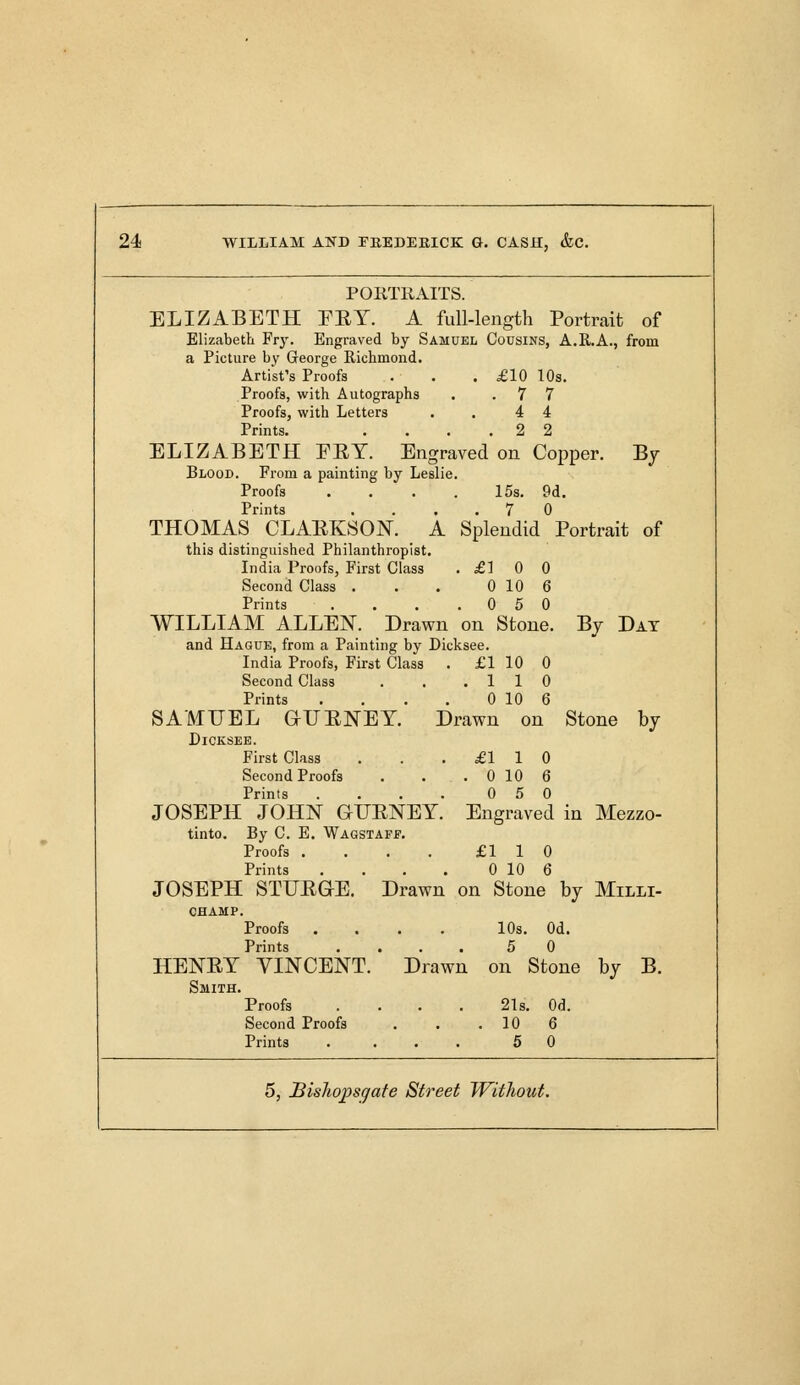 24 WILLIAM AND FREDERICK G. CASH, &C.
PORTRAITS.
ELIZABETH FRY. A full-length Portrait of
Elizabeth Fry. Engraved by Samuel Cousins, A.R.A., from
a Picture by George Richmond.
Artist's Proofs . . . £10 10s.
Proofs, with Autographs . . 7 7
Proofs, with Letters . . 4 4
Prints. . . . . 2 2
ELIZABETH FRY. Engraved on Copper. By
Blood. From a painting by Leslie.
Proofs . . . . 15s. 9d.
Prints . . . . 7 0
THOMAS CLARKSON. A Splendid Portrait of
this distinguished Philanthropist.
India Proofs, First Class . £1 0 0
Second Class . . . 0 10 6
Prints . . . . 0 5 0
WILLIAM ALLEN. Drawn on Stone. By Day
and Hague, from a Painting by Dicksee.
India Proofs, First Class . £1 10 0
Second Class . . . 1 1 0
Prints . . . . 0 10 6
SAMUEL GURNEY. Drawn on Stone by
Dicksee.
First Class . . . £1 1 0
Second Proofs . . . 0 10 6
Prints . . . . 0 5 0
JOSEPH JOHN GURNEY. Engraved in Mezzo-
tinto. By C. E. Wagstaff.
Proofs . . . . £1 1 0
Prints . . . . 0 10 6
JOSEPH STURGE. Drawn on Stone by Milli-
champ.
Proofs . . . . 10s. 0d.
Prints . . . . 5 0
HENRY VINCENT. Drawn on Stone by B.
Smith.
Proofs . . . . 21s. 0d.
Second Proofs . . . 10 6
Prints . . . . 5 0
5, Bishopsgate Street Without.